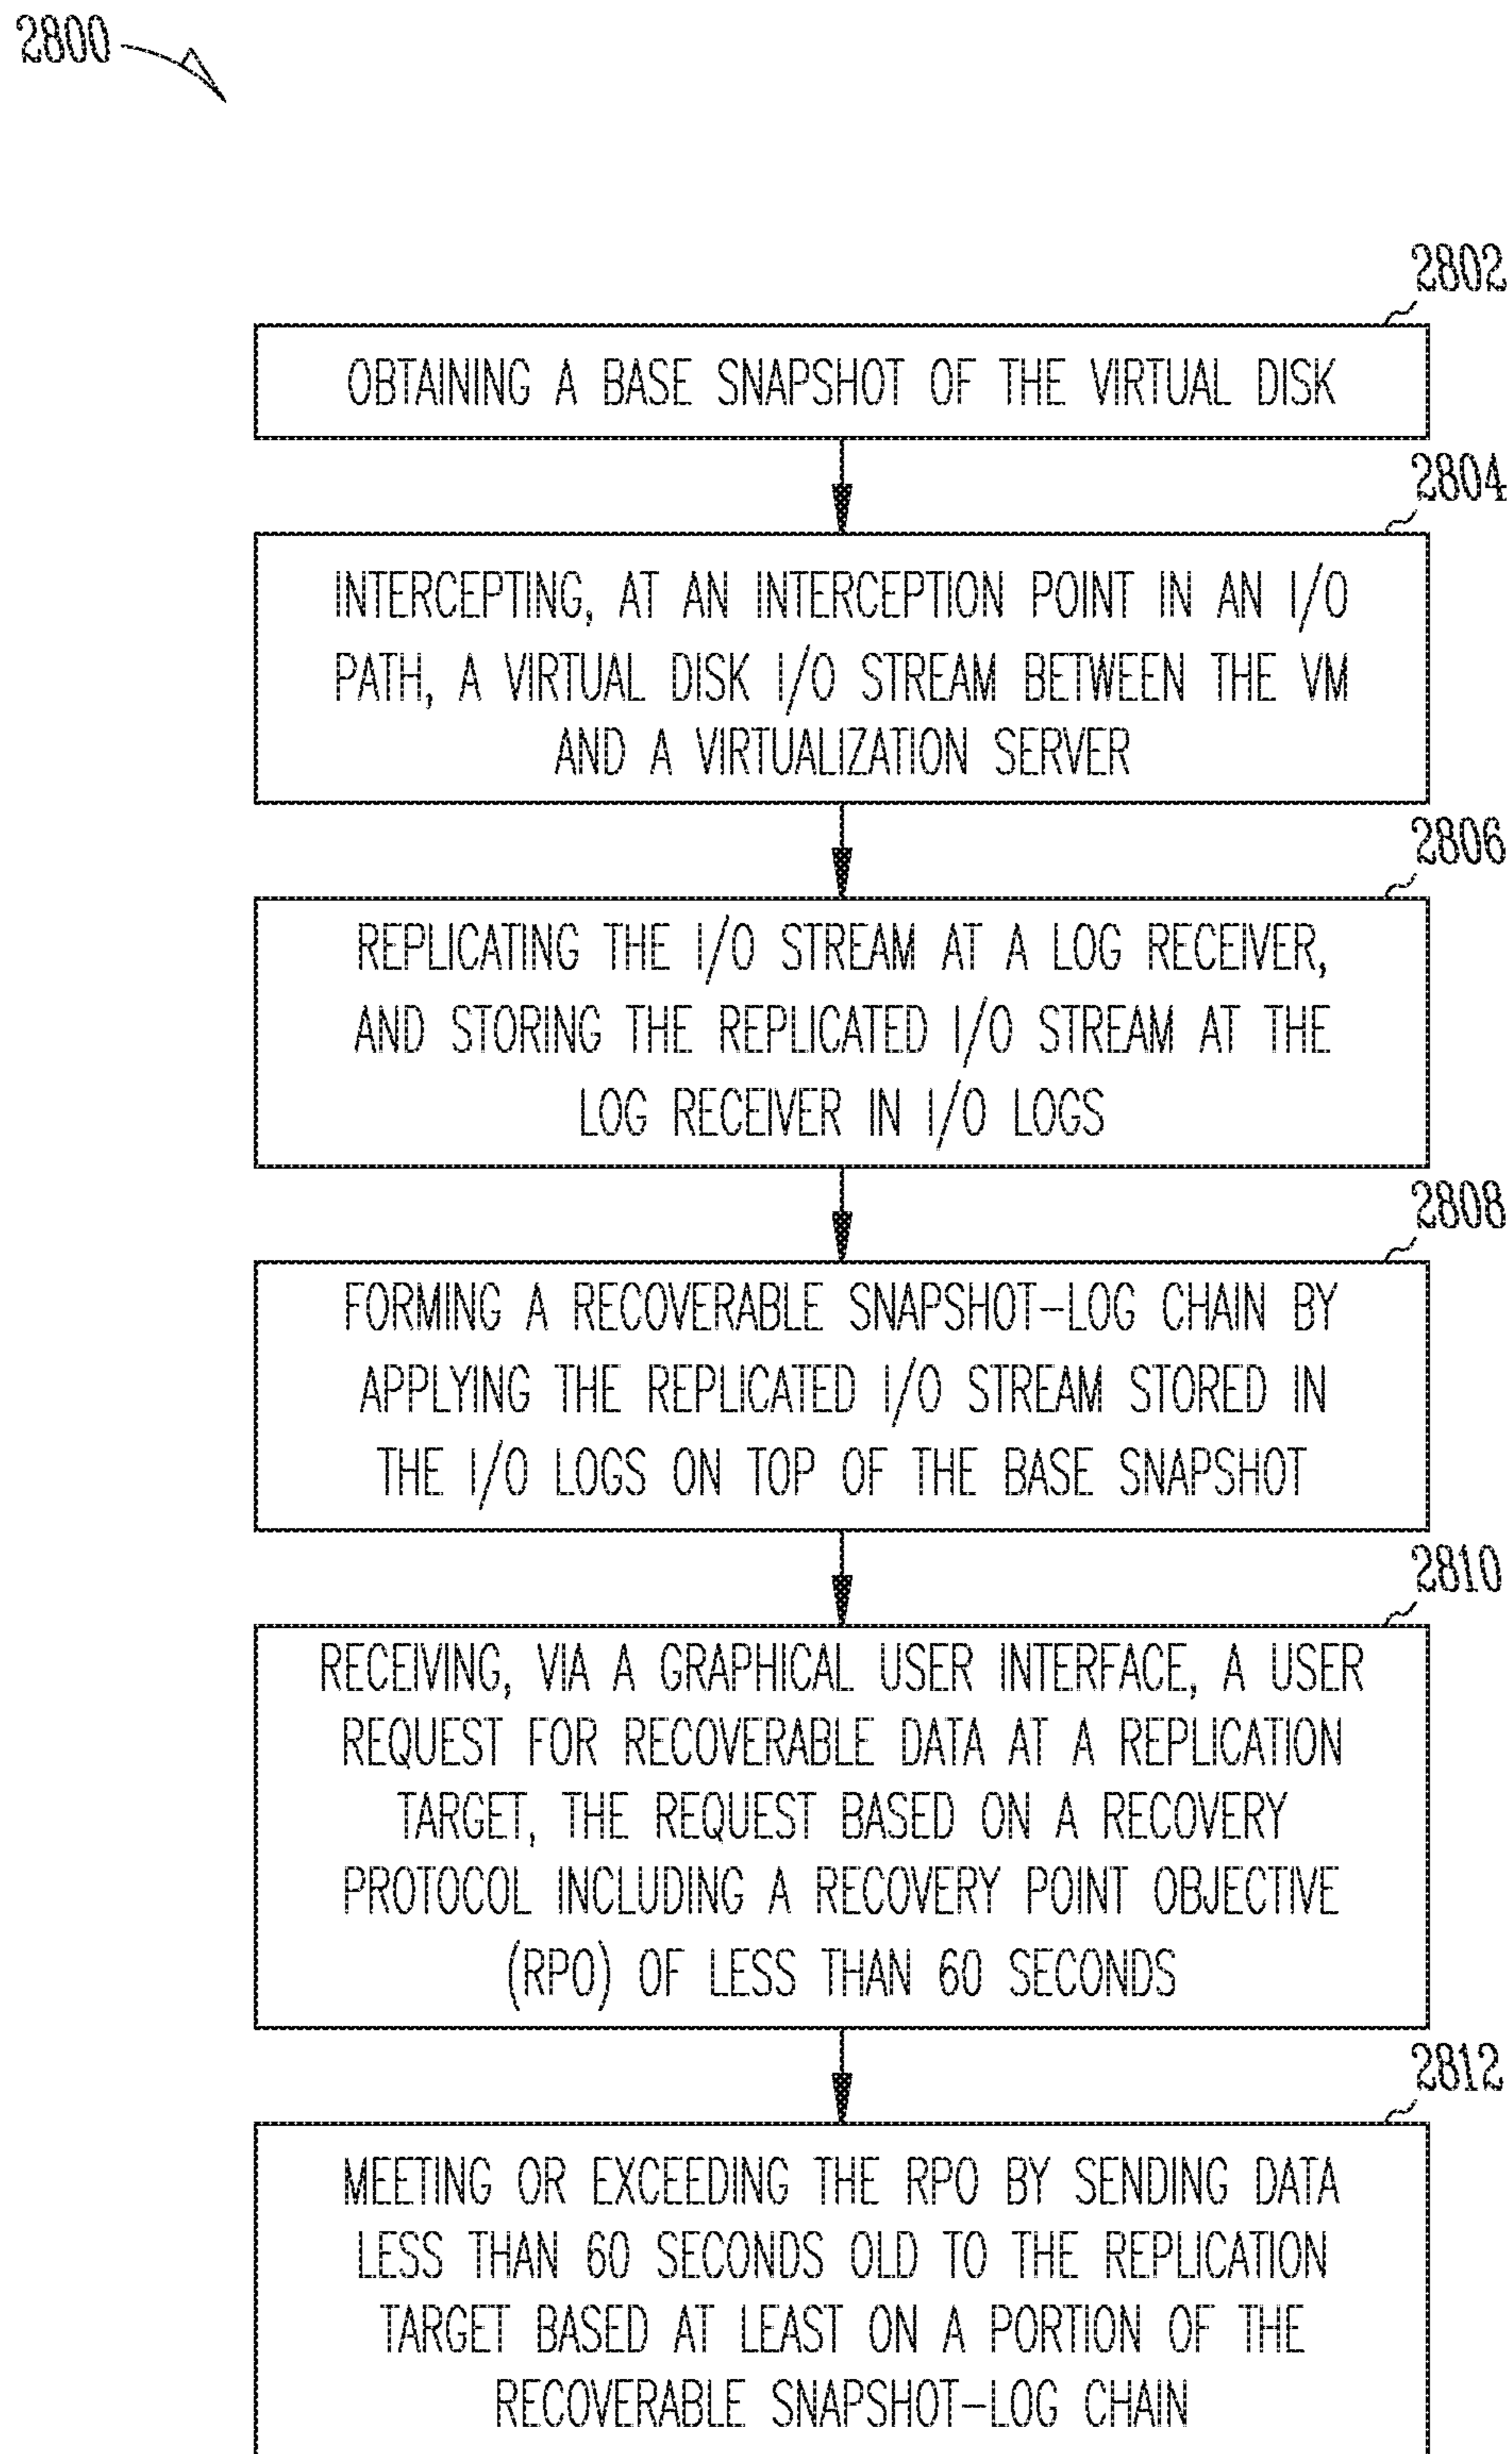 2800
2802
OBTAINING A BASE SNAPSHOT OF THE VIRTUAL DISK
2804
INTERCEPTING, AT AN INTERCEPTION POINT IN AN I/O
PATH, A VIRTUAL DISK I/O STREAM BETWEEN THE VM
AND A VIRTUALIZATION SERVER
2806
REPLICATING THE I/O STREAM AT A LOG RECEIVER,
AND STORING THE REPLICATED I/O STREAM AT THE
LOG RECEIVER IN I/O LOGS
2808
FORMING A RECOVERABLE SNAPSHOT-LOG CHAIN BY
APPLYING THE REPLICATED I/O STREAM STORED IN
THE I/O LOGS ON TOP OF THE BASE SNAPSHOT
2810
RECEIVING, VIA A GRAPHICAL USER INTERFACE, A USER
REQUEST FOR RECOVERABLE DATA AT A REPLICATION
TARGET, THE REQUEST BASED ON A RECOVERY
PROTOCOL INCLUDING A RECOVERY POINT OBJECTIVE
(RPO) OF LESS THAN 60 SECONDS
2812
MEETING OR EXCEEDING THE RPO BY SENDING DATA
LESS THAN 60 SECONDS OLD TO THE REPLICATION
TARGET BASED AT LEAST ON A PORTION OF THE
RECOVERABLE SNAPSHOT-LOG CHAIN